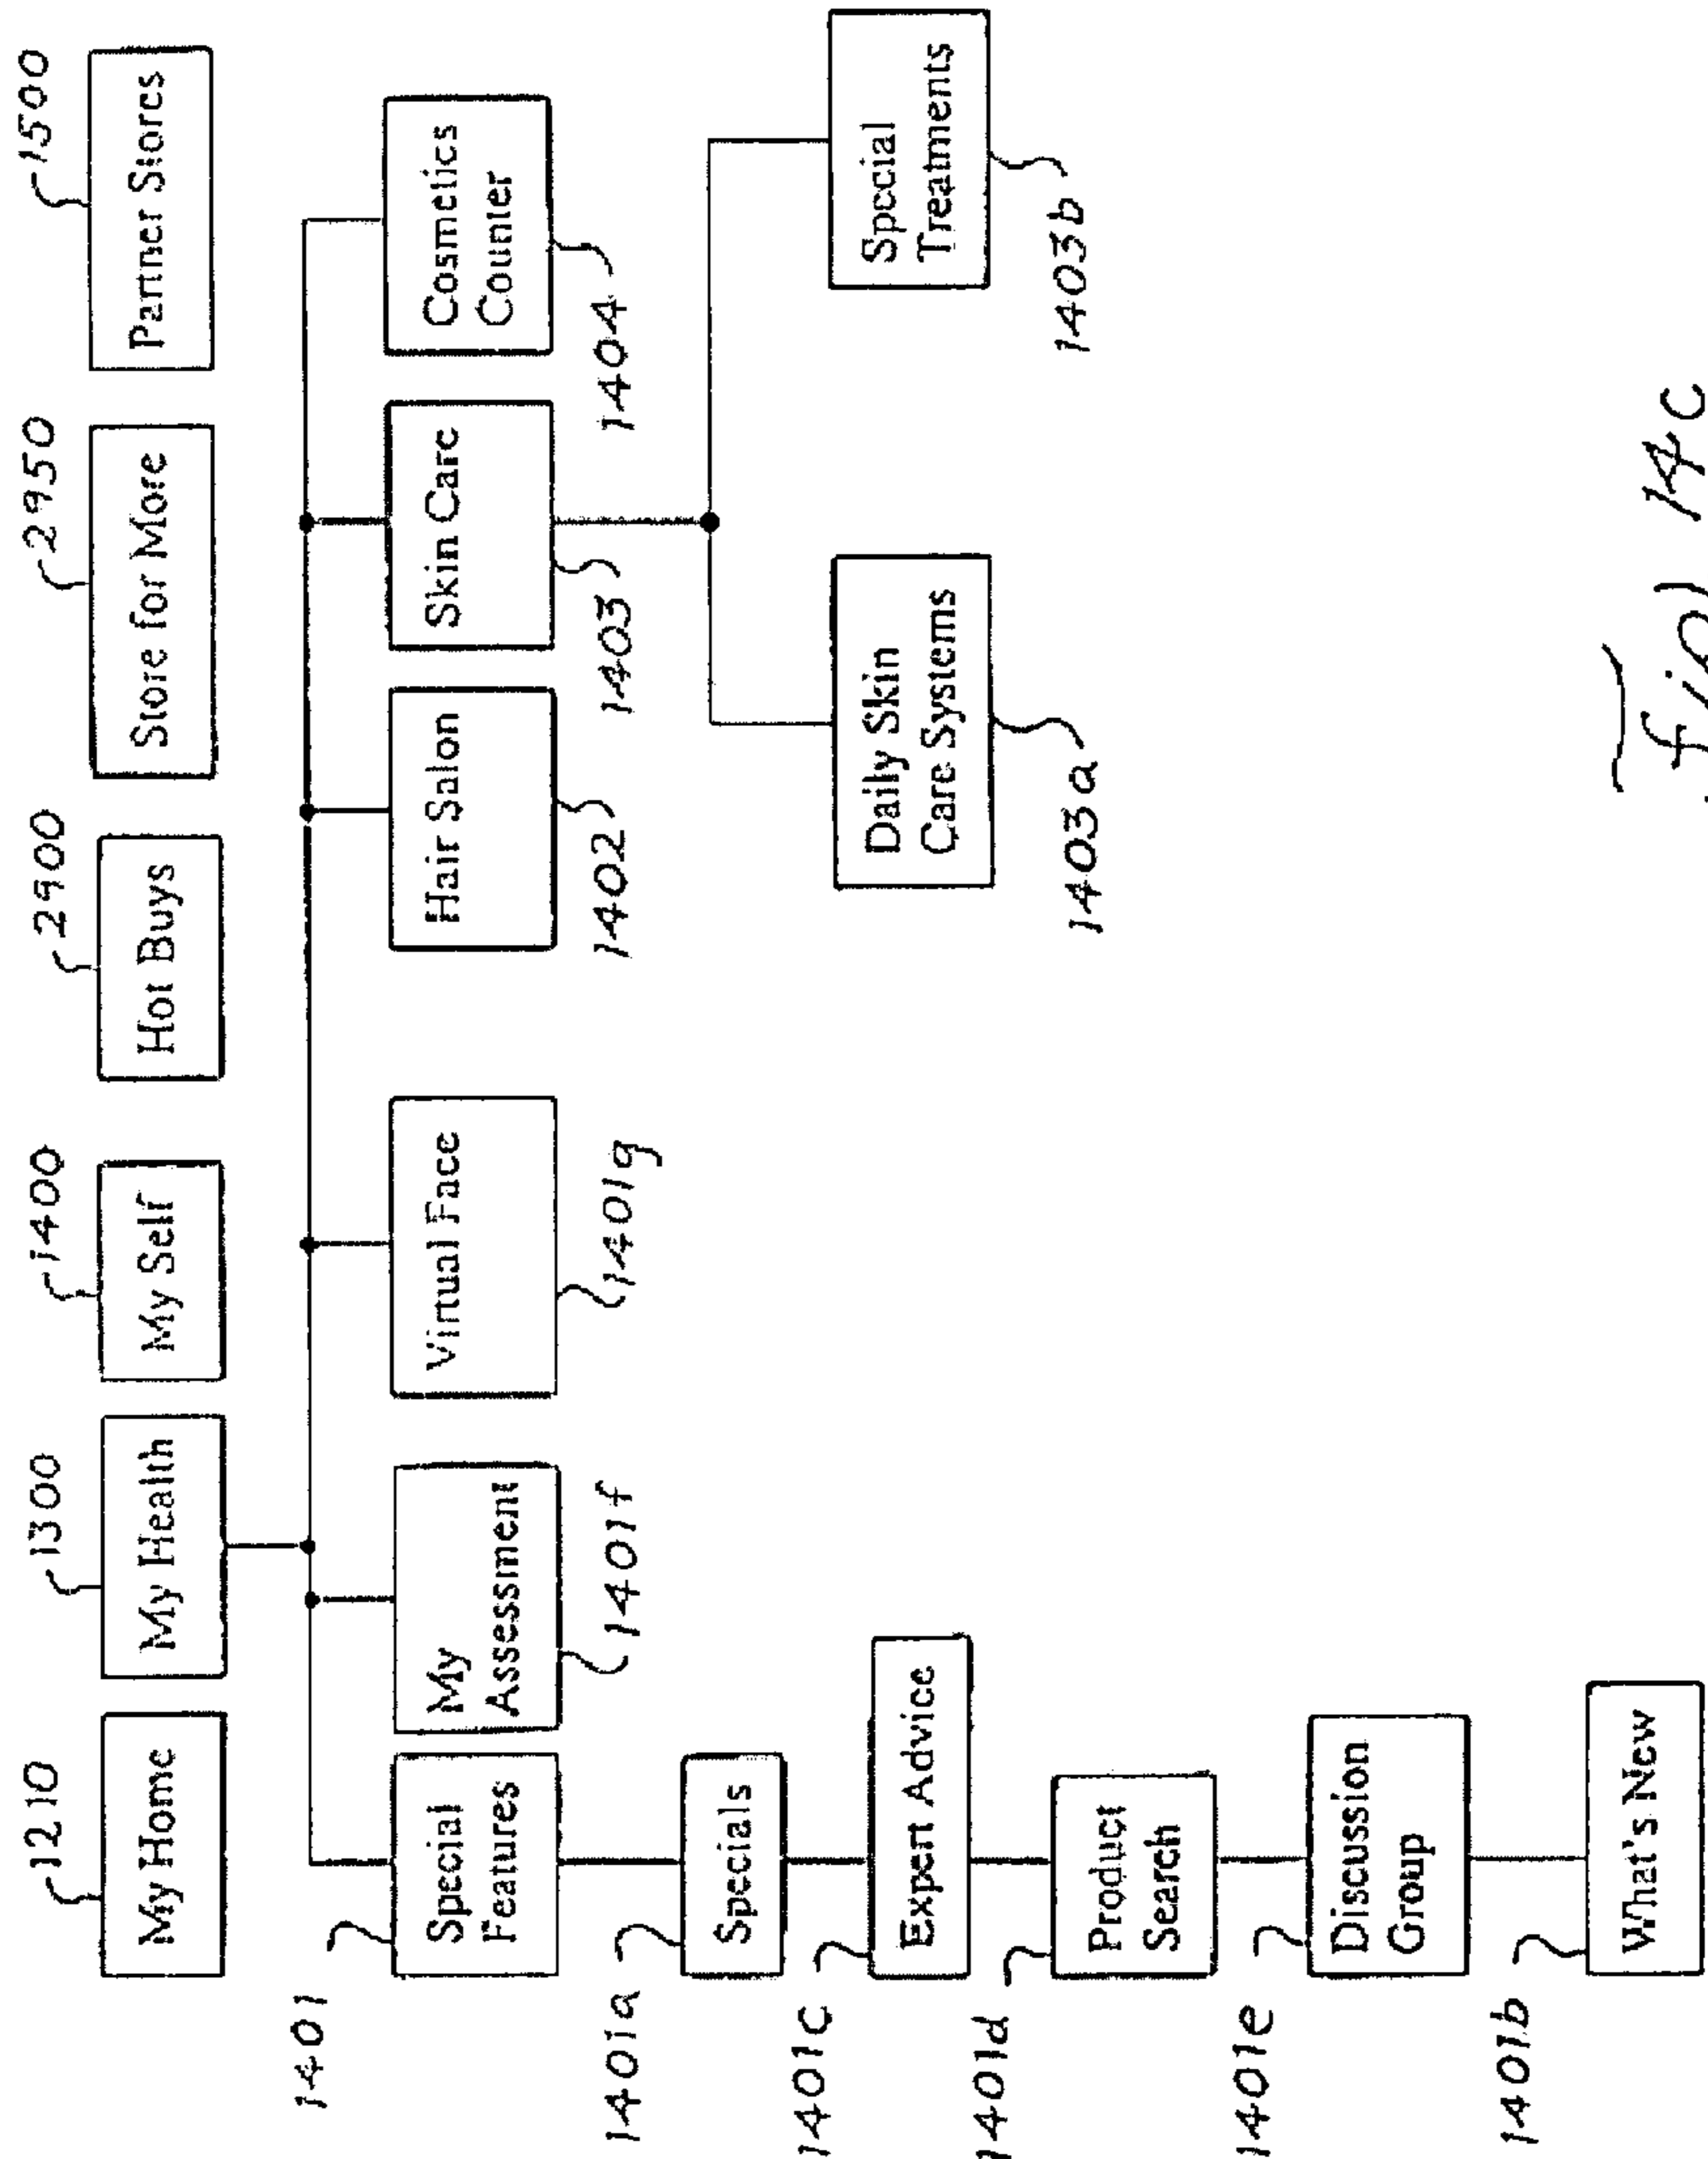 1210
1300
1400
2900
2950
1500
My Home
My Health
My Self
Hot Buys
Store for More
Partner Stores
1401
Special
Features
My
Assessment
1401f
Virtual Face
1401g
Hair Salon
1402
Skin Care
1403
Cosmetics
Counter
1404
1401a
Specials
1401c
Expert Advice
1401d
Product
Search
1401e
Discussion
Group
1401b
What's New
Daily Skin
Care Systems
1403a
Special
Treatments
1403b
Fig 14c